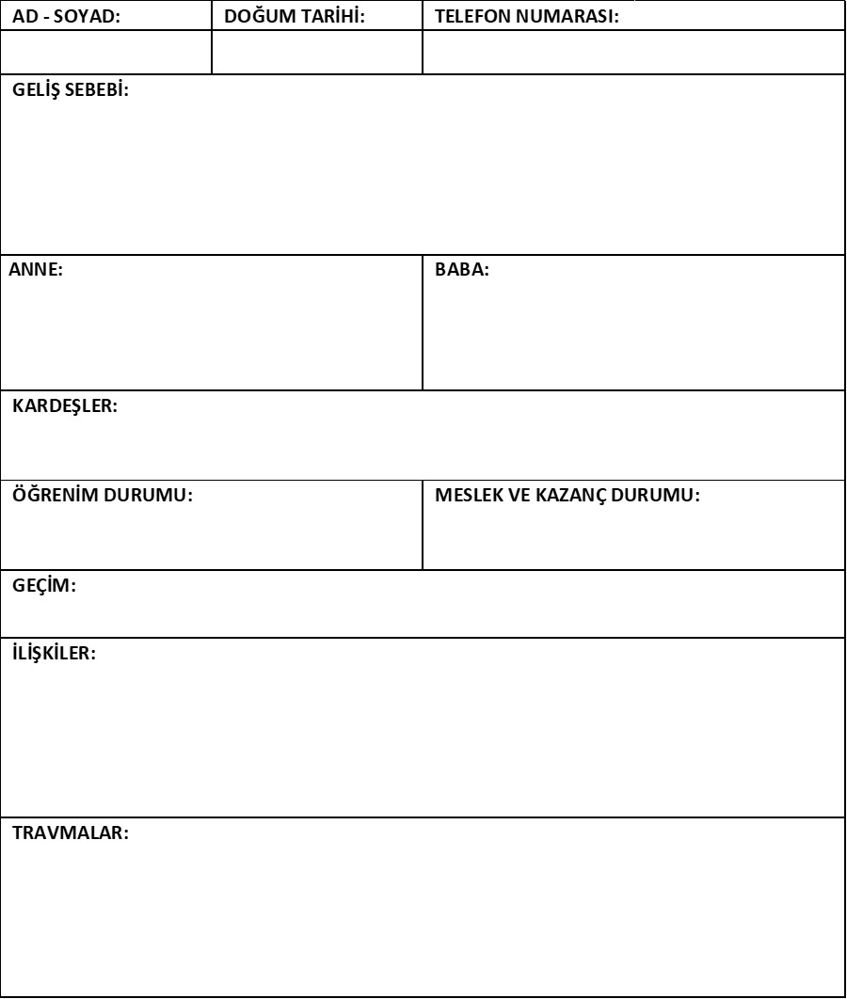 AD - SOYAD: DOĞUM TARİHİ: TELEFON NUMARASI:
GELİŞ SEBEBİ:
ANNE: BABA:
KARDEŞLER:
ÖĞRENİM DURUMU: MESLEK VE KAZANÇ DURUMU:
GEÇİM:
İLİŞKİLER:
TRAVMALAR: